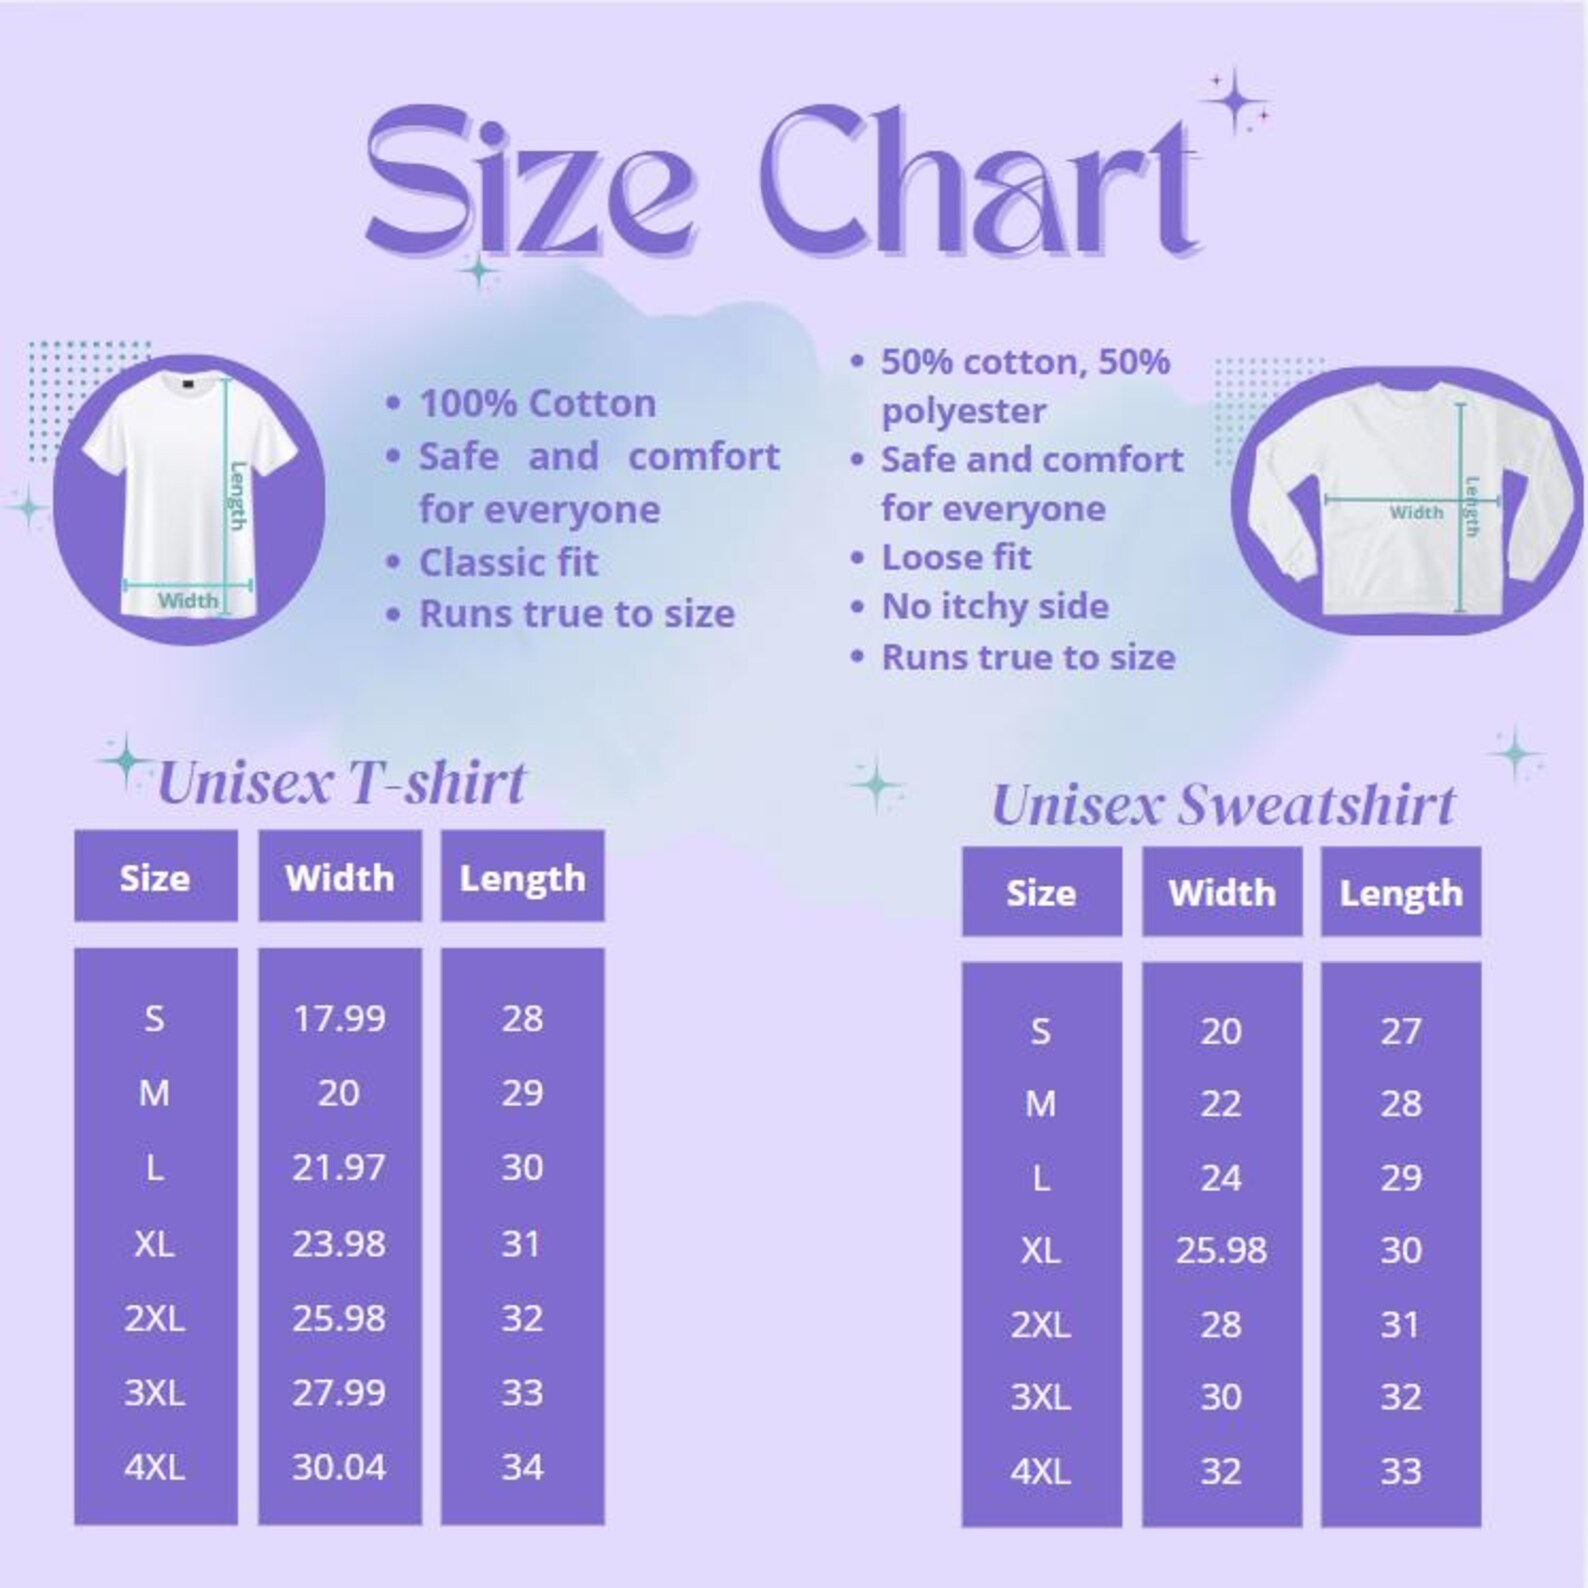 Size Chart
• 100% Cotton
• Safe and comfort
for everyone
• Classic fit
• Runs true to size
Length
Width
• 50% cotton, 50%
polyester
• Safe and comfort
for everyone
• Loose fit
• No itchy side
• Runs true to size
Width
Length
Unisex T-shirt
Size Width Length
S 17.99 28
M 20 29
L 21.97 30
XL 23.98 31
2XL 25.98 32
3XL 27.99 33
4XL 30.04 34
Unisex Sweatshirt
Size Width Length
S 20 27
M 22 28
L 24 29
XL 25.98 30
2XL 28 31
3XL 30 32
4XL 32 33